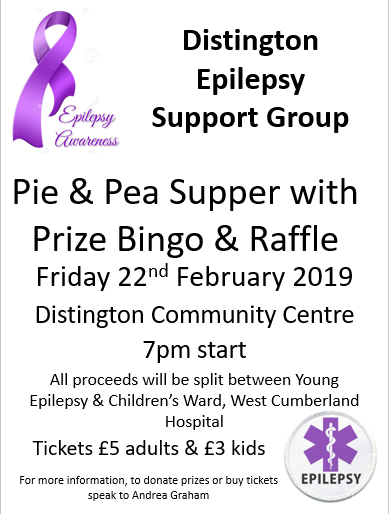 Distington
Epilepsy
Support Group
Epilepsy
Awareness
Pie & Pea Supper with
Prize Bingo & Raffle
Friday 22nd February 2019
Distington Community Centre
7pm start
All proceeds will be split between Young
Epilepsy & Children’s Ward, West Cumberland
Hospital
Tickets £5 adults & £3 kids
For more information, to donate prizes or buy tickets
speak to Andrea Graham
EPILEPSY